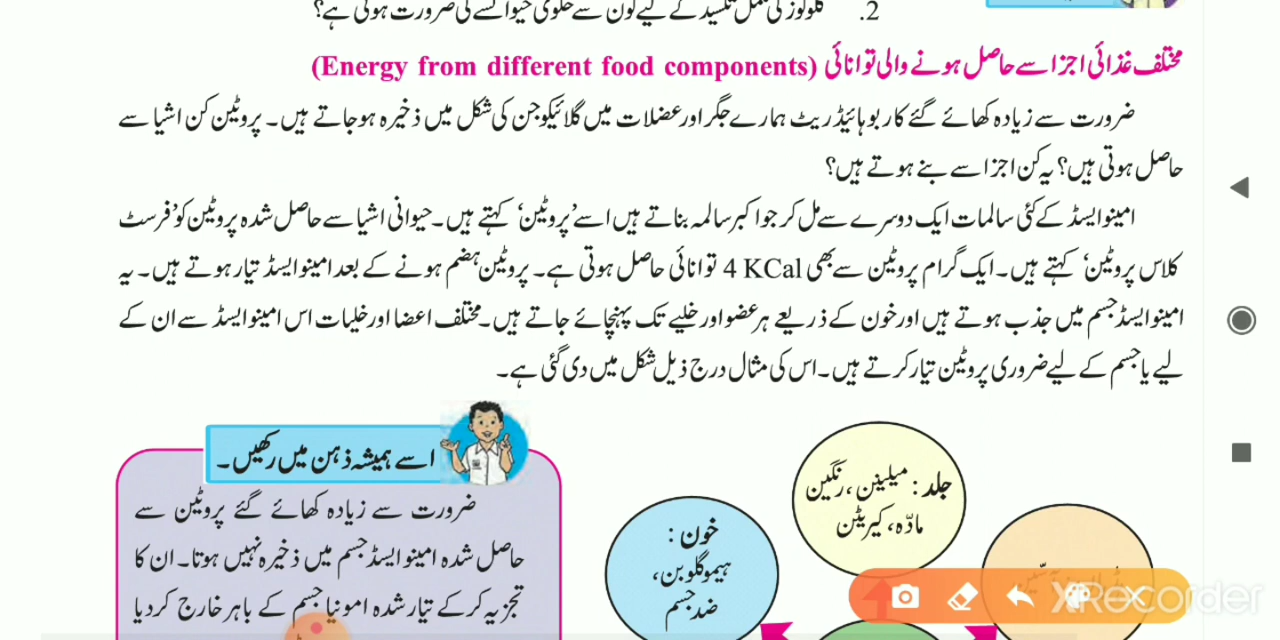 2. گلوکوز کی مکمل تکسید کے لیے کون سے خلوی حیوانسے کی ضرورت ہوتی ہے؟
مختلف غذائی اجزا سے حاصل ہونے والی توانائی (Energy from different food components)
ضرورت سے زیادہ کھائے گئے کاربوہائیڈریٹ ہمارے جگر اور عضلات میں گلائیکوجن کی شکل میں ذخیرہ ہوجاتے ہیں۔ پروٹین کن اشیا سے
حاصل ہوتی ہیں؟ یہ کن اجزا سے بنے ہوتے ہیں؟
امینو ایسڈ کے کئی سالمات ایک دوسرے سے مل کر جو اکبر سالمہ بناتے ہیں اسے ’پروٹین‘ کہتے ہیں۔ حیوانی اشیا سے حاصل شدہ پروٹین کو ’فرسٹ
کلاس پروٹین‘ کہتے ہیں۔ ایک گرام پروٹین سے بھی 4 KCal توانائی حاصل ہوتی ہے۔ پروٹین ہضم ہونے کے بعد امینو ایسڈ تیار ہوتے ہیں۔ یہ
امینو ایسڈ جسم میں جذب ہوتے ہیں اور خون کے ذریعے ہر عضو اور خلیے تک پہنچائے جاتے ہیں۔ مختلف اعضا اور خلیات اس امینو ایسڈ سے ان کے
لیے یا جسم کے لیے ضروری پروٹین تیار کرتے ہیں۔ اس کی مثال درج ذیل شکل میں دی گئی ہے۔
اسے ہمیشہ ذہن میں رکھیں۔
ضرورت سے زیادہ کھائے گئے پروٹین سے
حاصل شدہ امینو ایسڈ جسم میں ذخیرہ نہیں ہوتا۔ ان کا
تجزیہ کرکے تیار شدہ امونیا جسم کے باہر خارج کردیا
جلد : میلینن، رنگین
مادّہ، کیریٹن
خون :
ہیموگلوبن،
ضد جسم
XRecorder